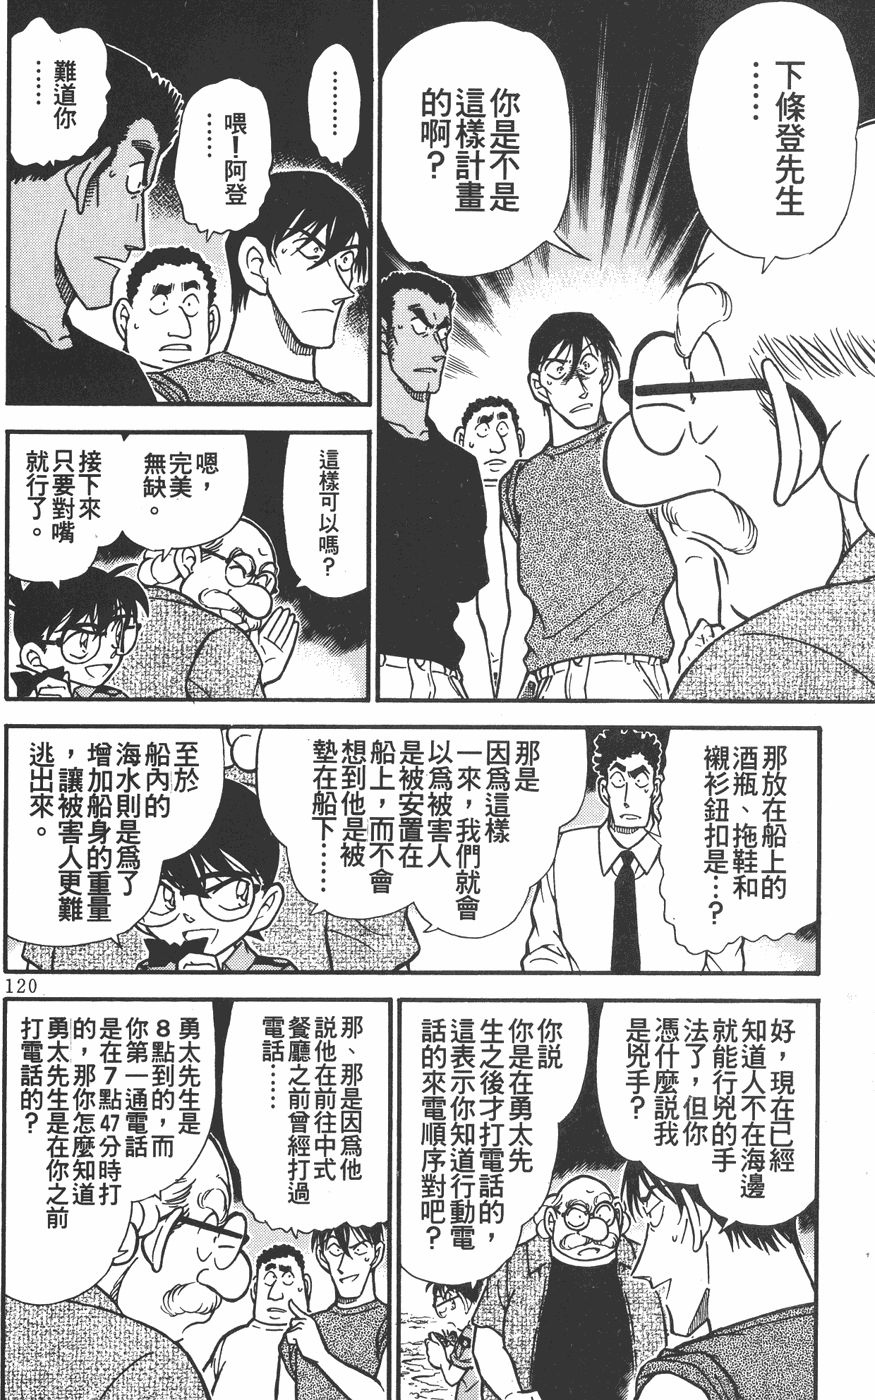 下條登先生
……
你是不是
這樣計畫
的啊？
………
喂！阿登
……
難道你
……
這樣可以嗎？
嗯，
完美
無缺。
接下來
只要對嘴
就行了。
那放在船上的
酒瓶、拖鞋和
襯衫鈕扣是…？
那是
因為這樣
一來，我們就會
以為被害人
是被安置在
船上，而不會
想到他是被
墊在船下……
至於
船內的
海水則是為了
增加船身的重量
，讓被害人更難
逃出來。
好，現在已經
知道人不在海邊
就能行兇的手
法了，但你
憑什麼說我
是兇手？
你說
你是在勇太先
生之後才打電話的，
這表示你知道行動電
話的來電順序對吧？
那、那是因為他
說他在前往中式
餐廳之前曾經打過
電話……
勇太先生是
8點到的，而
你第一通電話
是在7點47分時打
的，那你怎麼知道
勇太先生是在你之前
打電話的？
120